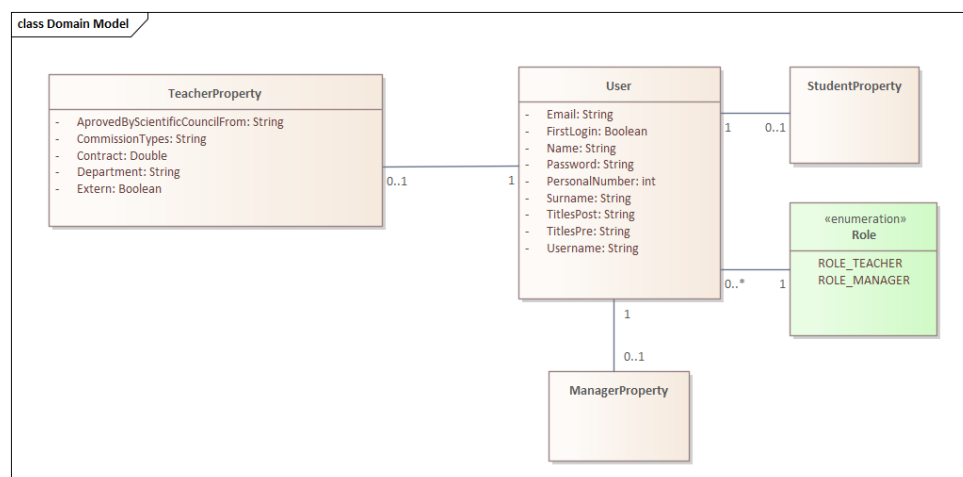 class Domain Model
TeacherProperty
- AprovedByScientificCouncilFrom: String
- CommissionTypes: String
- Contract: Double
- Department: String
- Extern: Boolean
0..1
1
User
- Email: String
- FirstLogin: Boolean
- Name: String
- Password: String
- PersonalNumber: int
- Surname: String
- TitlesPost: String
- TitlesPre: String
- Username: String
1
0..1
StudentProperty
«enumeration»
Role
ROLE_TEACHER
ROLE_MANAGER
0..*
1
1
0..1
ManagerProperty